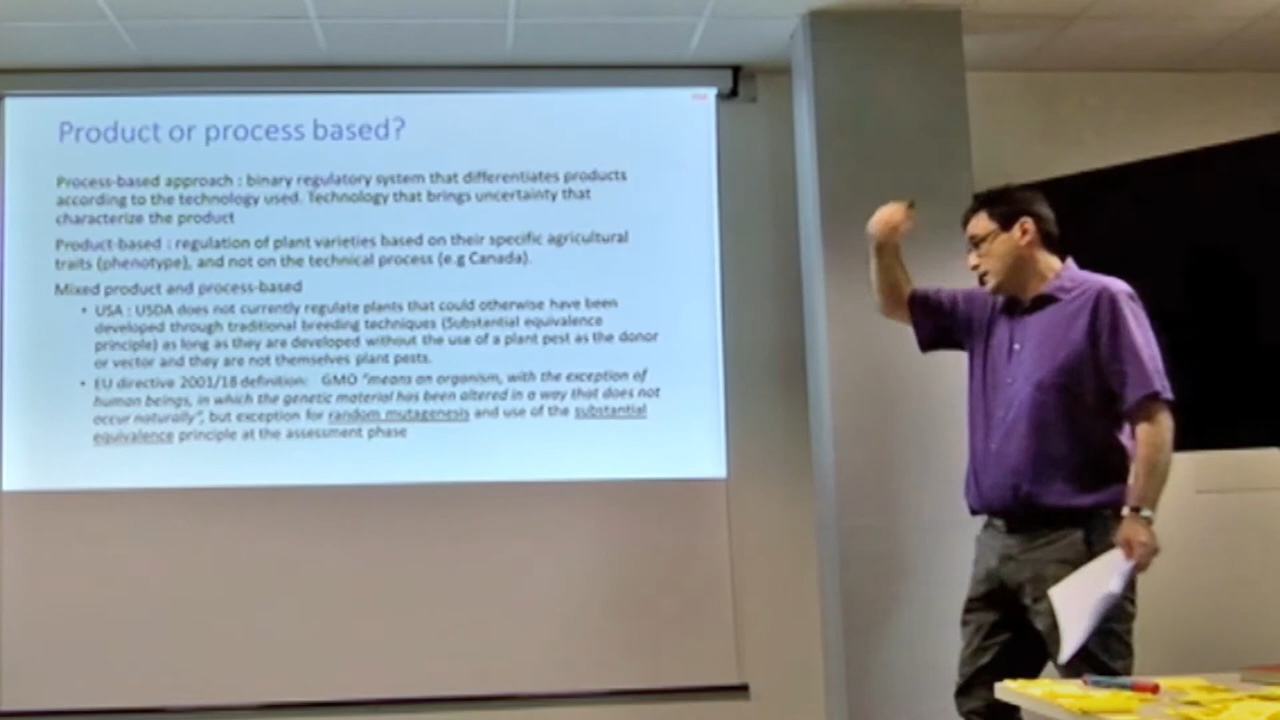 Product or process based?
Process-based approach : binary regulatory system that differentiates products
according to the technology used. Technology that brings uncertainty that
characterize the product
Product-based : regulation of plant varieties based on their specific agricultural
traits (phenotype), and not on the technical process (e.g Canada).
Mixed product and process-based
• USA : USDA does not currently regulate plants that could otherwise have been
developed through traditional breeding techniques (Substantial equivalence
principle) as long as they are developed without the use of a plant pest as the donor
or vector and they are not themselves plant pests.
• EU directive 2001/18 definition: GMO "means an organism, with the exception of
human beings, in which the genetic material has been altered in a way that does not
occur naturally", but exception for random mutagenesis and use of the substantial
equivalence principle at the assessment phase